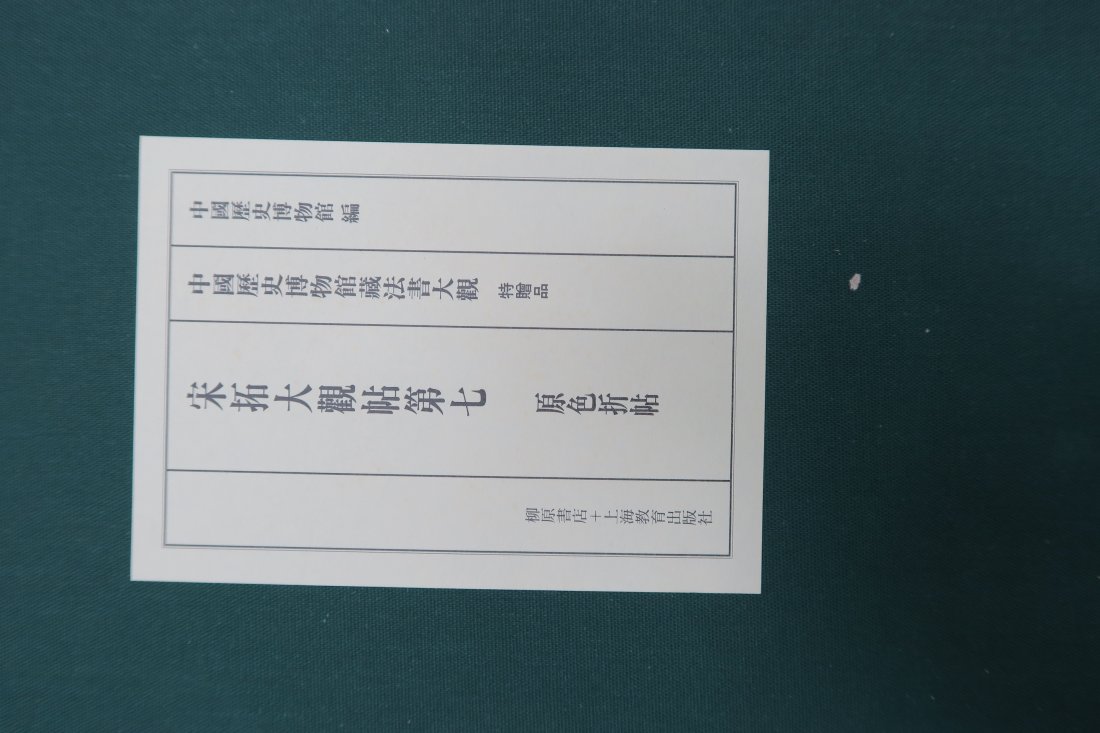 中國歷史博物館編
中國歷史博物館藏法書大觀 特贈品
宋拓大觀帖第七 原色折帖
柳原書店+上海教育出版社